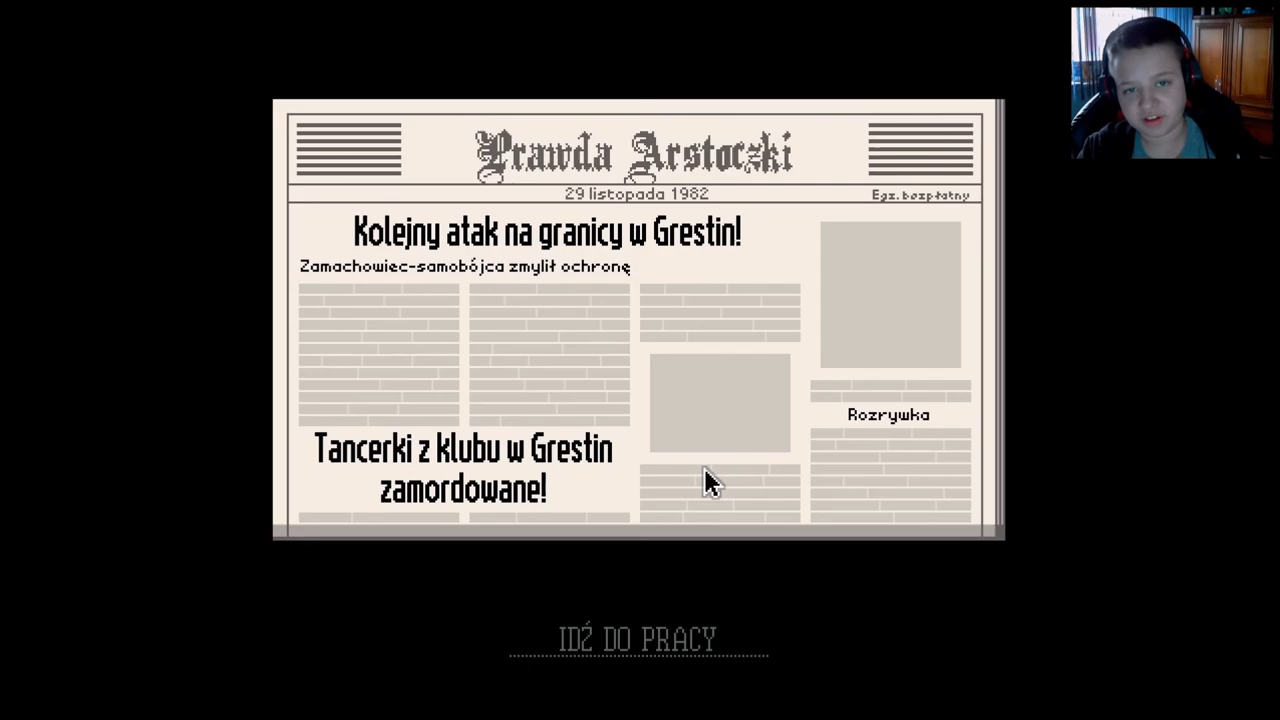 Prawda Arstoczki
29 listopada 1982
Egz. bezpłatny
Kolejny atak na granicy w Grestin!
Zamachowiec-samobójca zmylił ochronę
Tancerki z klubu w Grestin
zamordowane!
Rozrywka
IDŹ DO PRACY